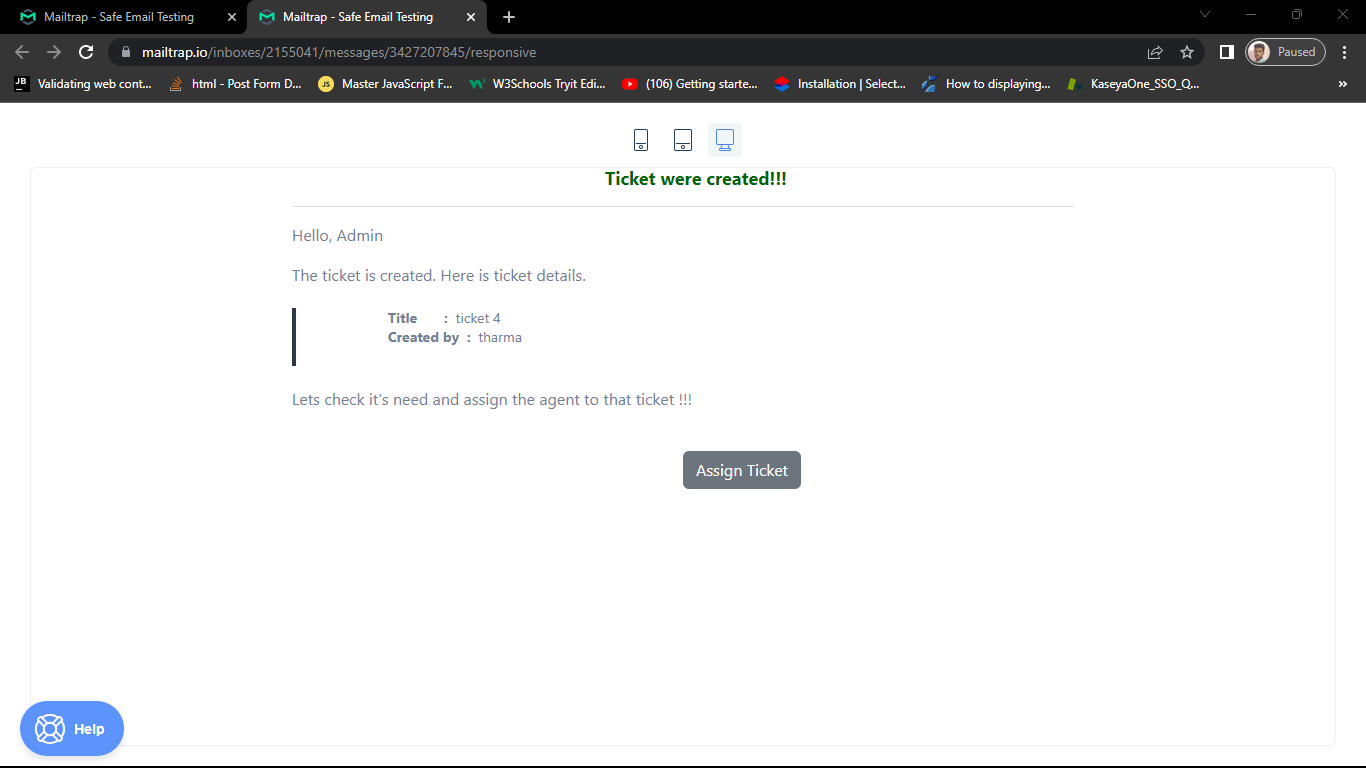 Mailtrap - Safe Email Testing
Mailtrap - Safe Email Testing
mailtrap.io/inboxes/2155041/messages/3427207845/responsive
Paused
JB Validating web cont...
html - Post Form D...
JS Master JavaScript F...
W3Schools Tryit Edi...
(106) Getting starte...
Installation | Select...
How to displaying...
KaseyaOne_SSO_Q...
»
Ticket were created!!!
Hello, Admin
The ticket is created. Here is ticket details.
Title : ticket 4
Created by : tharma
Lets check it's need and assign the agent to that ticket !!!
Assign Ticket
Help